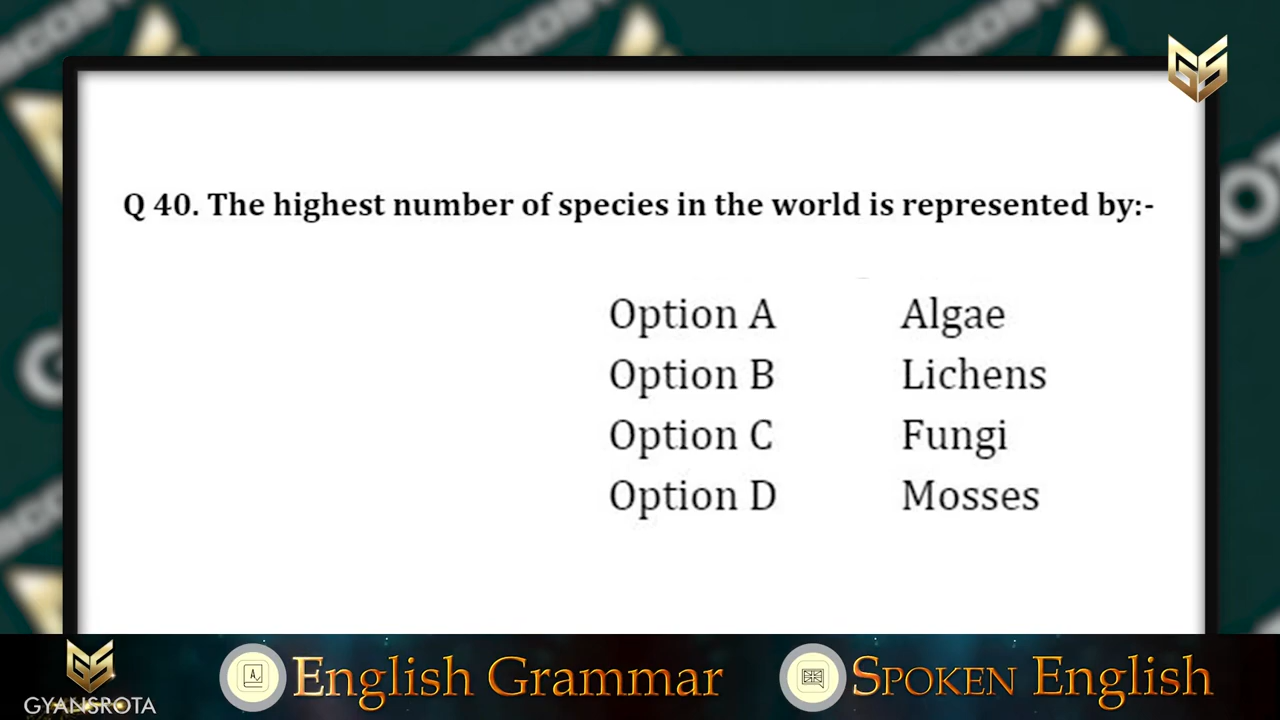 Q 40. The highest number of species in the world is represented by:-
Option A Algae
Option B Lichens
Option C Fungi
Option D Mosses
GYANSROTA
English Grammar
SPOKEN English